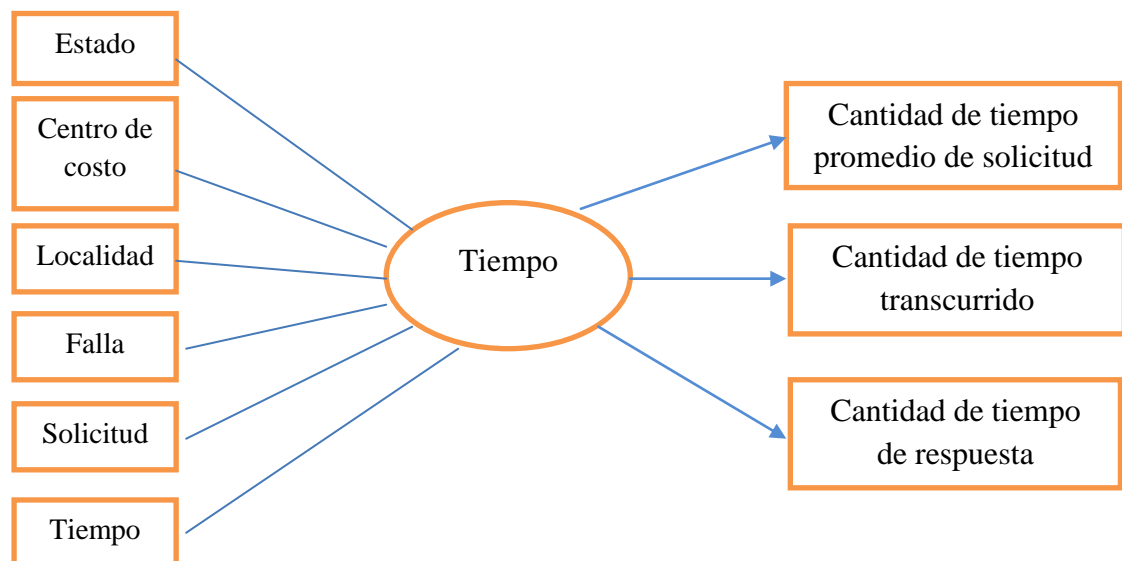 Estado
Centro de
costo
Localidad
Falla
Solicitud
Tiempo
Tiempo
Cantidad de tiempo
promedio de solicitud
Cantidad de tiempo
transcurrido
Cantidad de tiempo
de respuesta